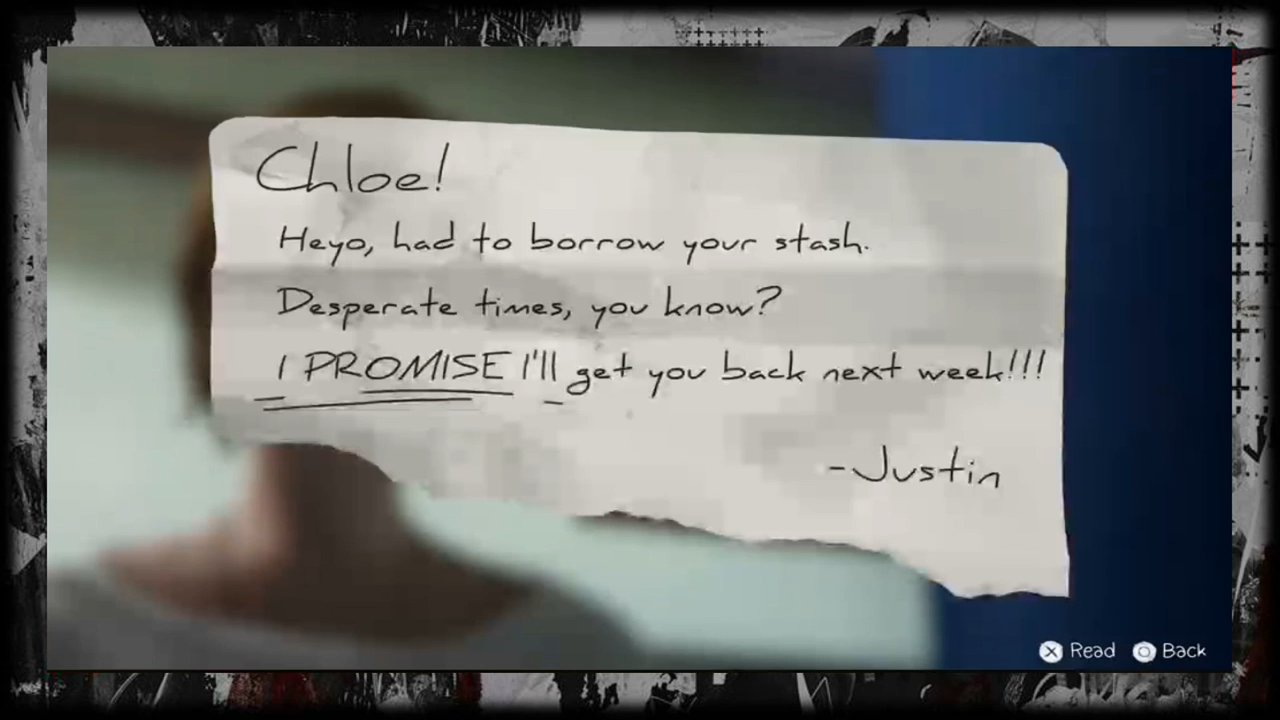 Chloe!
Heyo, had to borrow your stash.
Desperate times, you know?
I PROMISE I'll get you back next week!!!
-Justin
Read Back